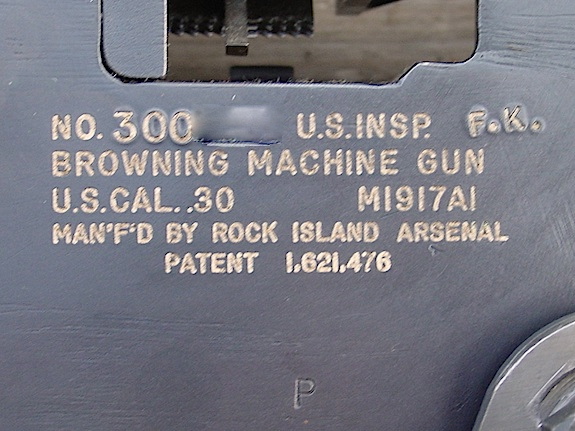 NO. 300 U.S.INSP. F.K.
BROWNING MACHINE GUN
U.S.CAL..30 M1917A1
MAN'F'D BY ROCK ISLAND ARSENAL
PATENT 1,621,476
P